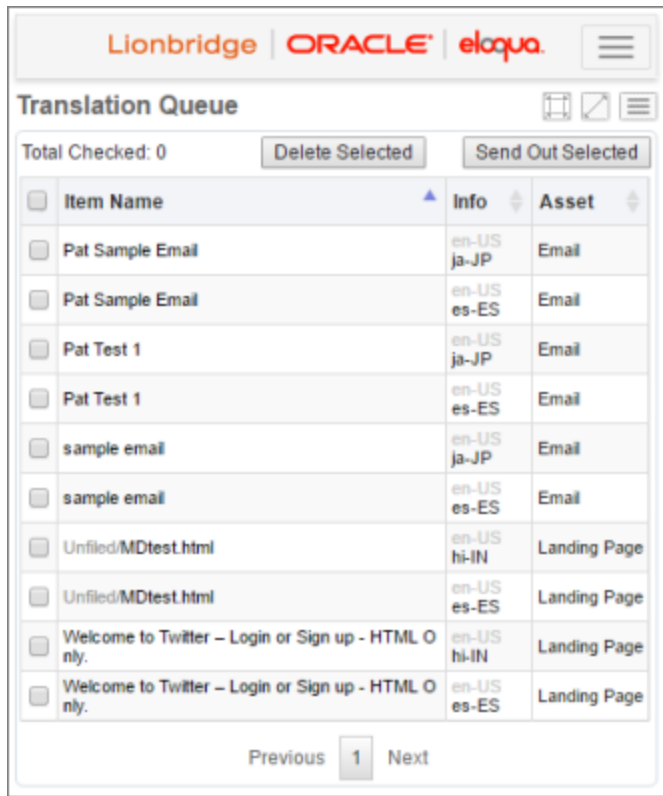 Lionbridge | ORACLE® | eloqua.
Translation Queue
Total Checked: 0 Delete Selected Send Out Selected
Item Name Info Asset
Pat Sample Email en-US ja-JP Email
Pat Sample Email en-US es-ES Email
Pat Test 1 en-US ja-JP Email
Pat Test 1 en-US es-ES Email
sample email en-US ja-JP Email
sample email en-US es-ES Email
Unfiled/MDtest.html en-US hi-IN Landing Page
Unfiled/MDtest.html en-US es-ES Landing Page
Welcome to Twitter – Login or Sign up - HTML O en-US
nly. hi-IN Landing Page
Welcome to Twitter – Login or Sign up - HTML O en-US
nly. es-ES Landing Page
Previous 1 Next